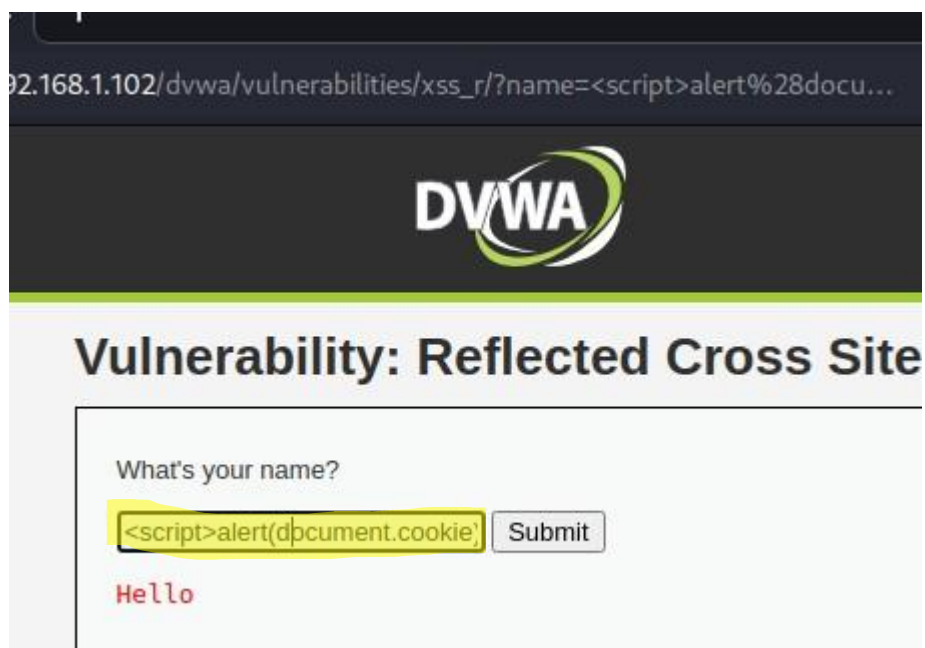 92.168.1.102/dvwa/vulnerabilities/xss_r/?name=<script>alert%28docu...
DVWA
Vulnerability: Reflected Cross Site
What's your name?
<script>alert(document.cookie)
Submit
Hello